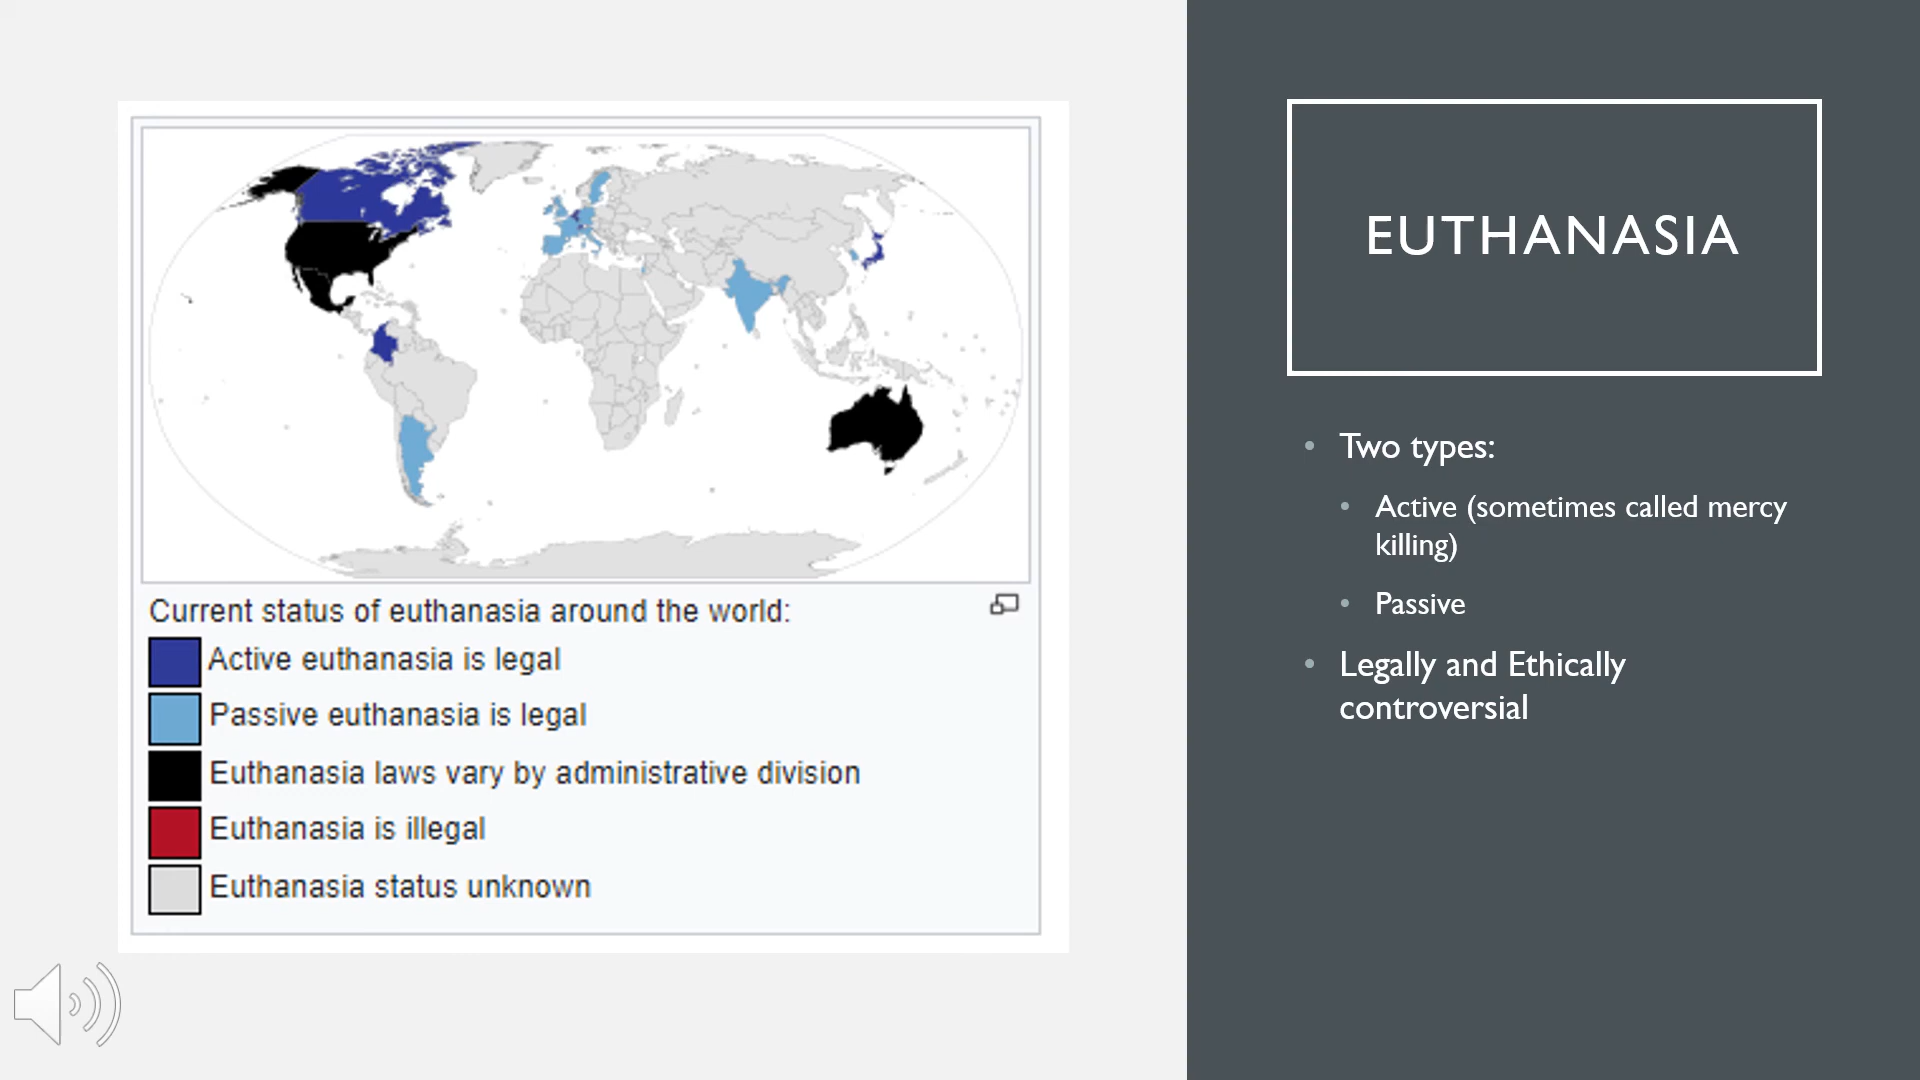 Current status of euthanasia around the world:
Active euthanasia is legal
Passive euthanasia is legal
Euthanasia laws vary by administrative division
Euthanasia is illegal
Euthanasia status unknown
EUTHANASIA
• Two types:
• Active (sometimes called mercy
killing)
• Passive
• Legally and Ethically
controversial